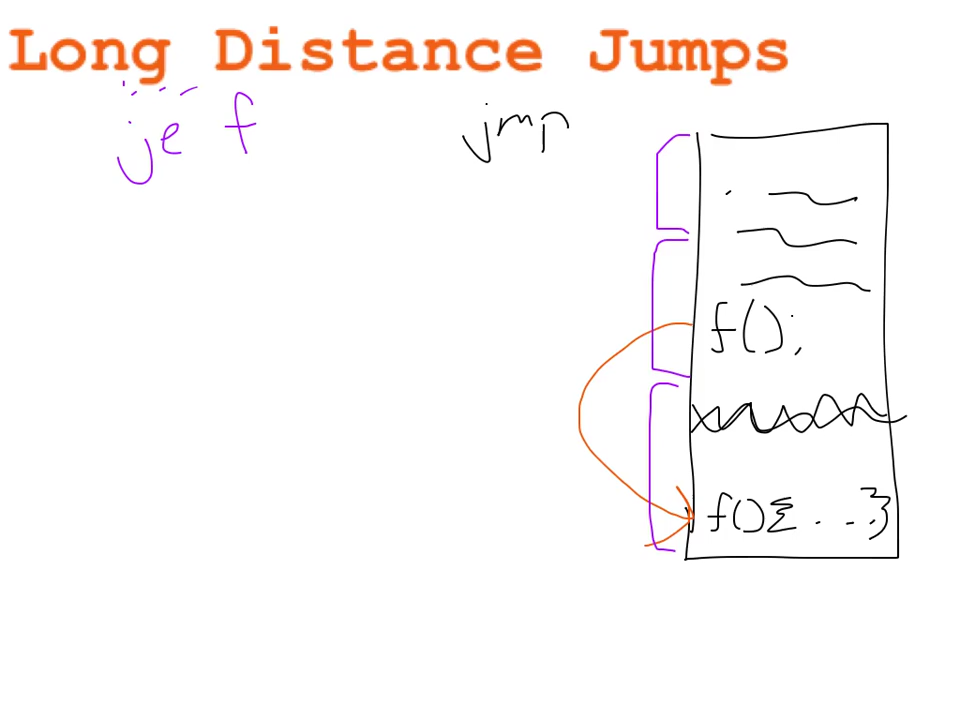 Long Distance Jumps
je f
jmp
f();
f(){...}